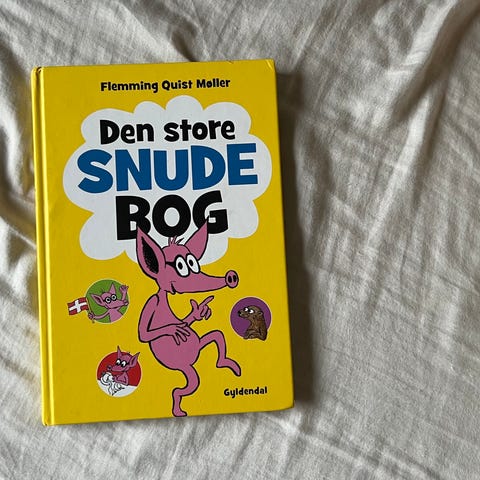 Flemming Quist Møller
Den store
SNUDE
BOG
Gyldendal